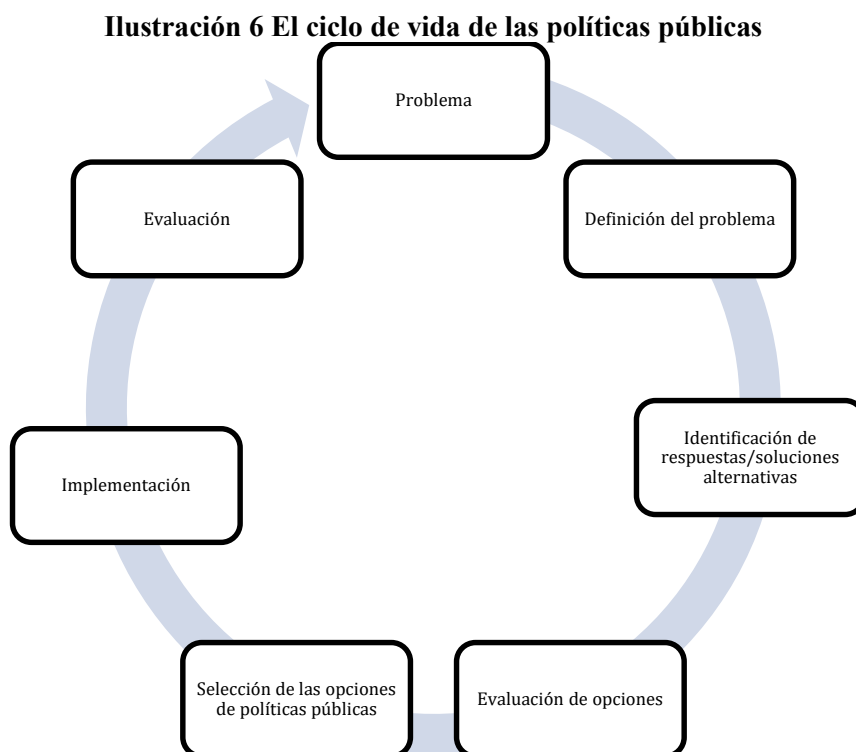 Ilustración 6 El ciclo de vida de las políticas públicas
Problema
Definición del problema
Identificación de
respuestas/soluciones
alternativas
Evaluación de opciones
Selección de las opciones
de políticas públicas
Implementación
Evaluación